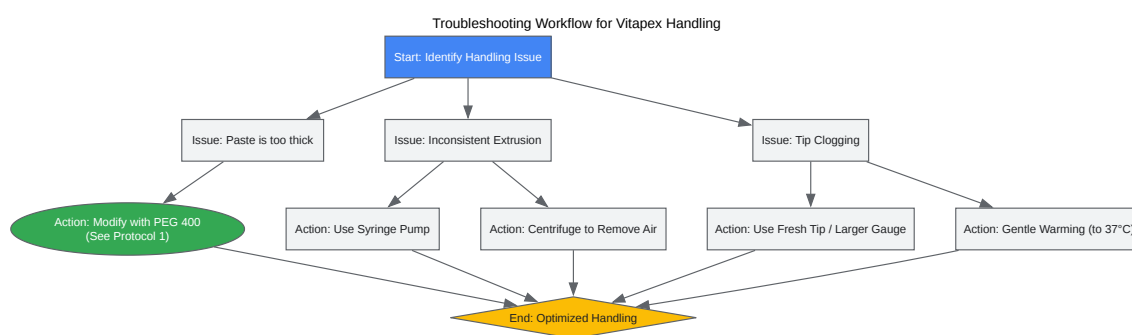 Troubleshooting Workflow for Vitapex Handling
Start: Identify Handling Issue
Issue: Paste is too thick
Issue: Inconsistent Extrusion
Issue: Tip Clogging
Action: Modify with PEG 400
(See Protocol 1)
Action: Use Syringe Pump
Action: Centrifuge to Remove Air
Action: Use Fresh Tip / Larger Gauge
Action: Gentle Warming (to 37°C)
End: Optimized Handling